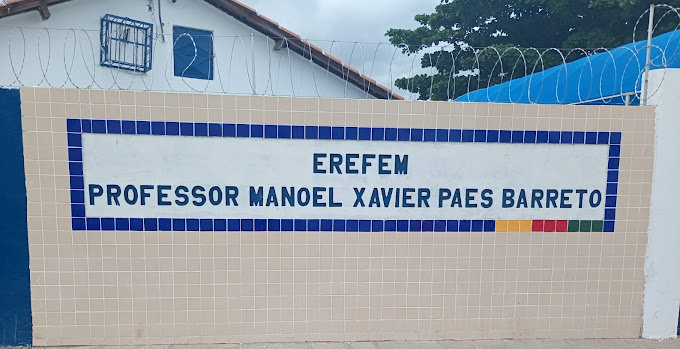 EREFEM
PROFESSOR MANOEL XAVIER PAES BARRETO